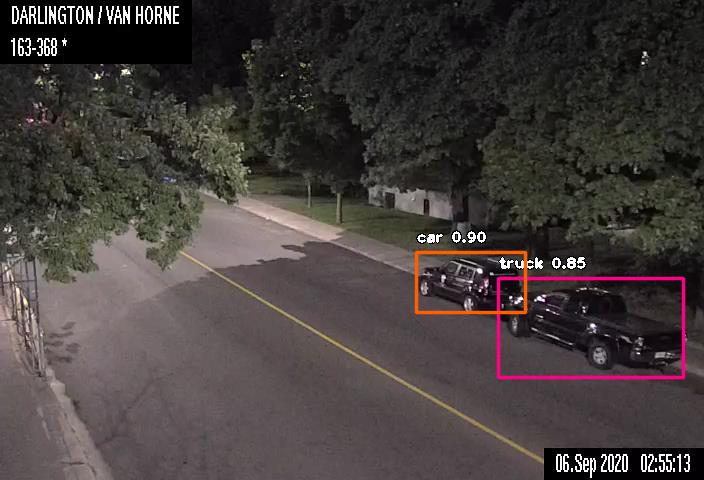 DARLINGTON / VAN HORNE
163-368 *
car 0.90
truck 0.85
06.Sep 2020 02:55:13